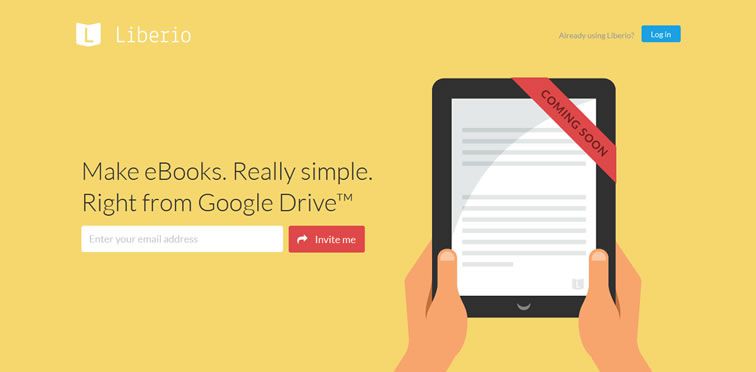 L Liberio
Already using Liberio?
Log in
COMING SOON
Make eBooks. Really simple.
Right from Google Drive™
Enter your email address
Invite me
L